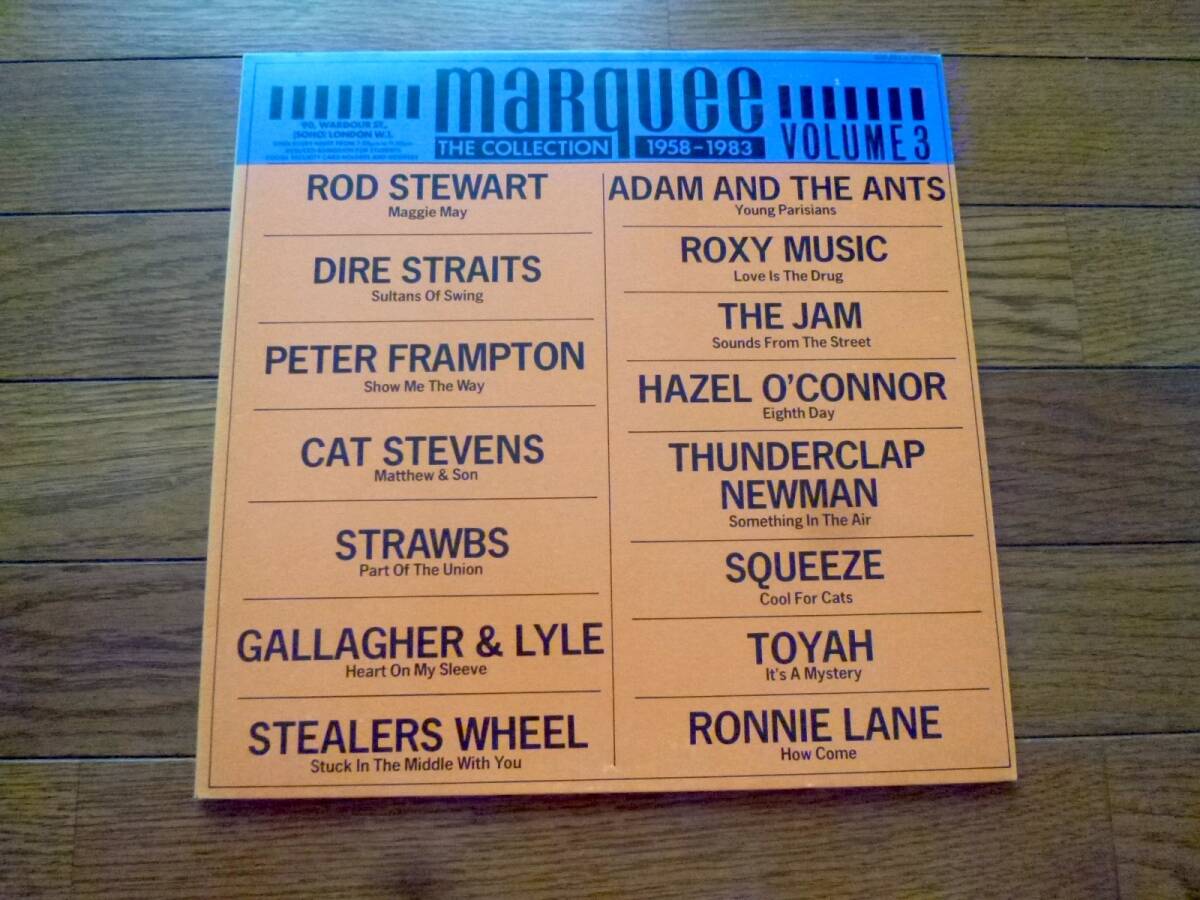 90, WARDOUR ST.,
(SOHO) LONDON W.1.
marquee
THE COLLECTION
1958-1983
VOLUME 3
ROD STEWART
Maggie May
DIRE STRAITS
Sultans Of Swing
PETER FRAMPTON
Show Me The Way
CAT STEVENS
Matthew & Son
STRAWBS
Part Of The Union
GALLAGHER & LYLE
Heart On My Sleeve
STEALERS WHEEL
Stuck In The Middle With You
ADAM AND THE ANTS
Young Parisians
ROXY MUSIC
Love Is The Drug
THE JAM
Sounds From The Street
HAZEL O'CONNOR
Eighth Day
THUNDERCLAP
NEWMAN
Something In The Air
SQUEEZE
Cool For Cats
TOYAH
It's A Mystery
RONNIE LANE
How Come